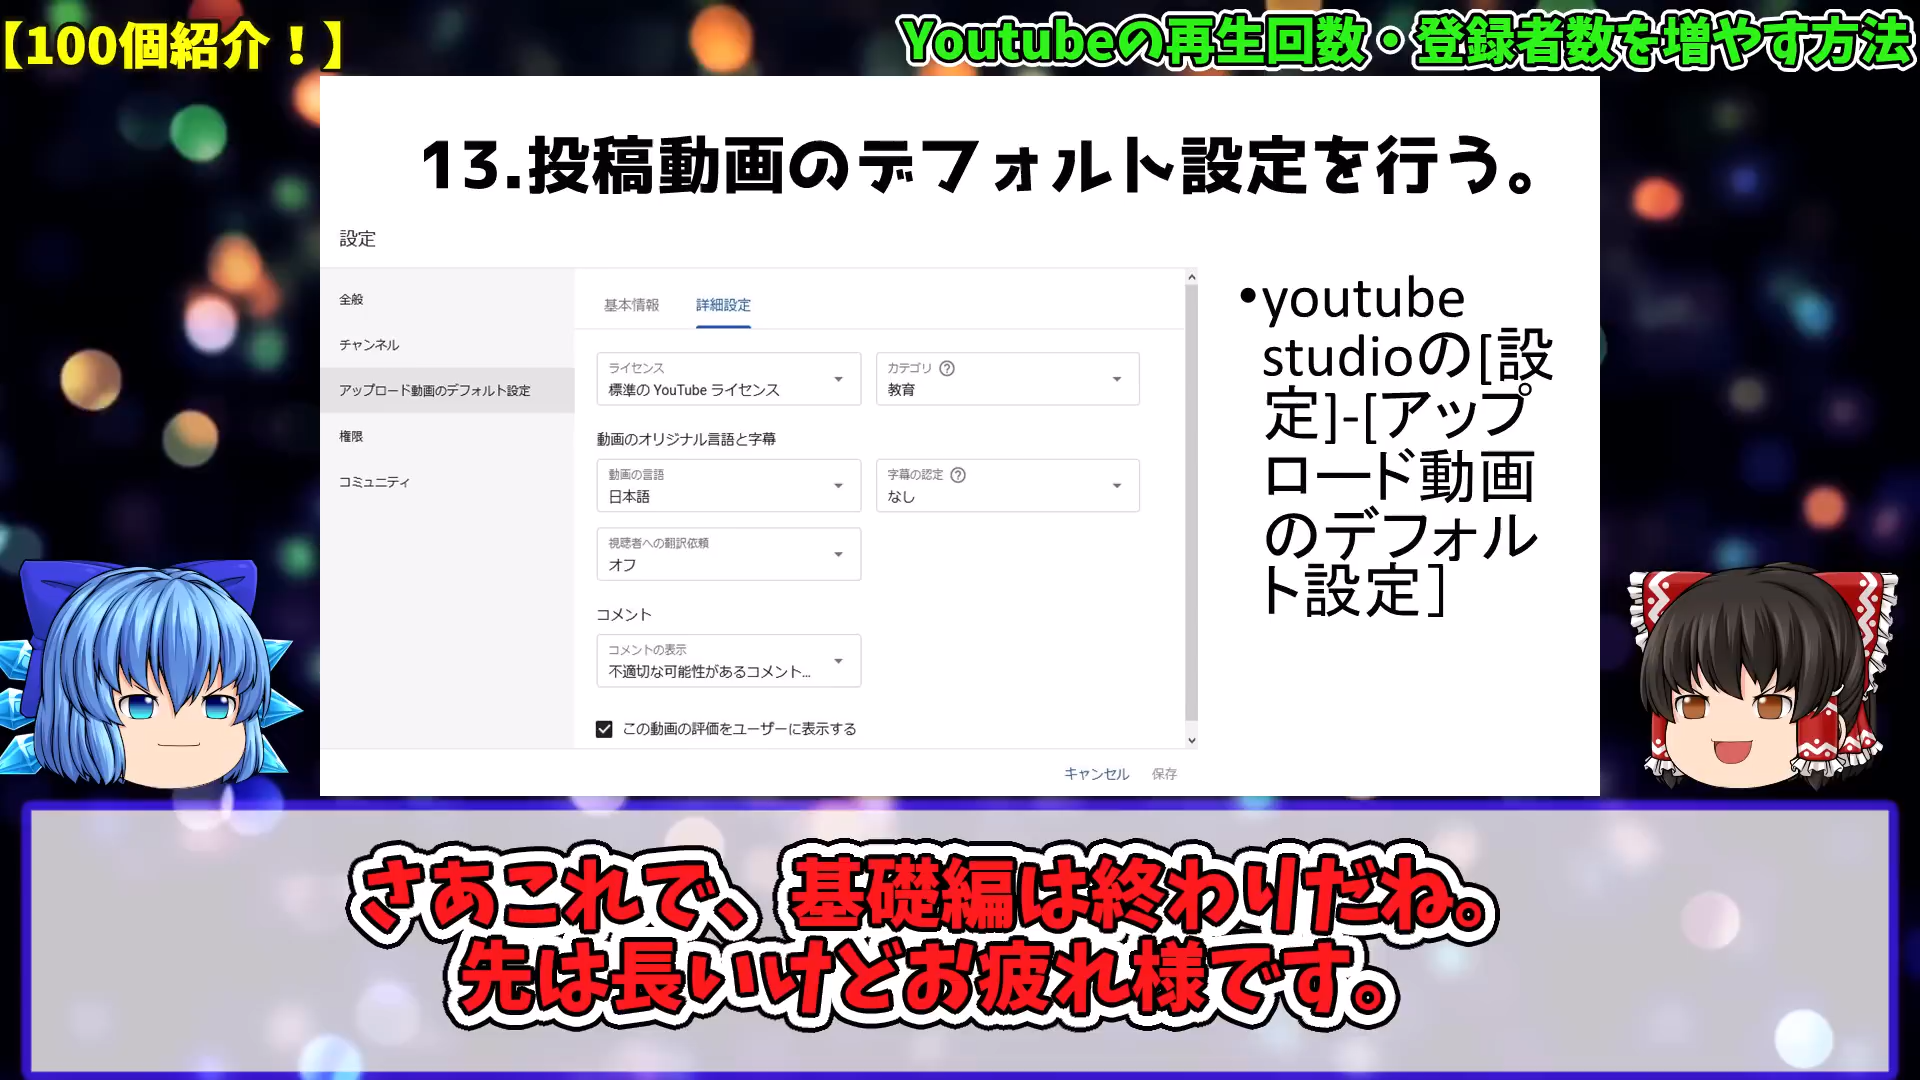 【100個紹介！】
Youtubeの再生回数・登録者数を増やす方法
13.投稿動画のデフォルト設定を行う。
設定
全般
チャンネル
アップロード動画のデフォルト設定
権限
コミュニティ
基本情報
詳細設定
ライセンス
標準の YouTube ライセンス
カテゴリ
教育
動画のオリジナル言語と字幕
動画の言語
日本語
字幕の認定
なし
視聴者への翻訳依頼
オフ
コメント
コメントの表示
不適切な可能性があるコメント...
この動画の評価をユーザーに表示する
キャンセル
保存
•youtube
studioの[設
定]-[アップ
ロード動画
のデフォル
ト設定］
さあこれで、基礎編は終わりだね。
先は長いけどお疲れ様です。